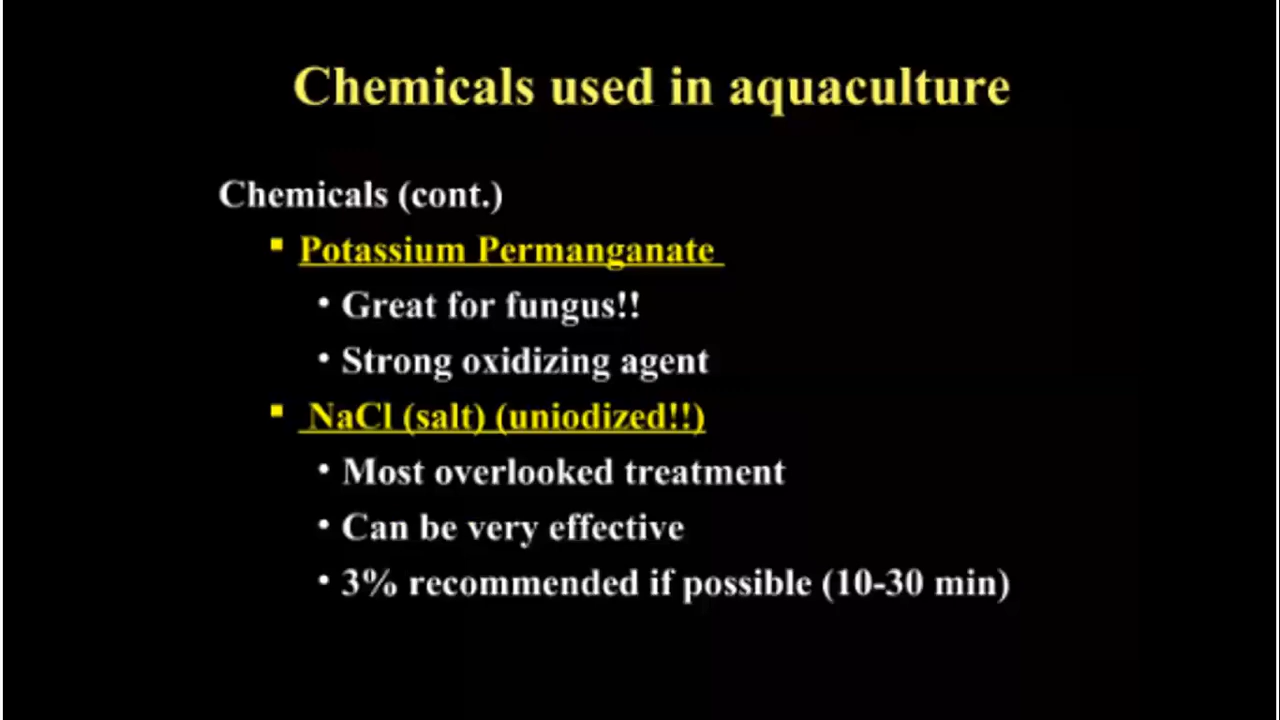 Chemicals used in aquaculture
Chemicals (cont.)
▪ Potassium Permanganate
• Great for fungus!!
• Strong oxidizing agent
▪ NaCl (salt) (uniodized!!)
• Most overlooked treatment
• Can be very effective
• 3% recommended if possible (10-30 min)